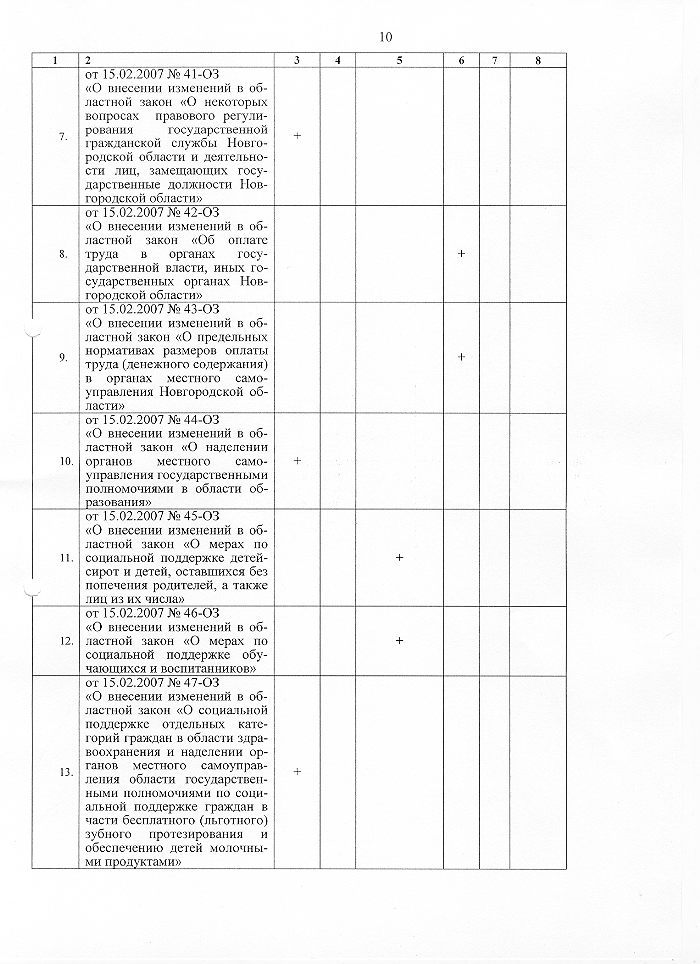 10
1 2 3 4 5 6 7 8
от 15.02.2007 № 41-ОЗ
«О внесении изменений в об-
ластной закон «О некоторых
вопросах правового регули-
рования государственной
7. гражданской службы Новго- +
родской области и деятельно-
сти лиц, замещающих госу-
дарственные должности Нов-
городской области»
от 15.02.2007 № 42-ОЗ
«О внесении изменений в об-
ластной закон «Об оплате
8. труда в органах госу- +
дарственной власти, иных го-
сударственных органах Нов-
городской области»
от 15.02.2007 № 43-ОЗ
«О внесении изменений в об-
ластной закон «О предельных
нормативах размеров оплаты
9. труда (денежного содержания) +
в органах местного само-
управления Новгородской об-
ласти»
от 15.02.2007 № 44-ОЗ
«О внесении изменений в об-
ластной закон «О наделении
10. органов местного само- +
управления государственными
полномочиями в области об-
разования»
от 15.02.2007 № 45-ОЗ
«О внесении изменений в об-
ластной закон «О мерах по
11. социальной поддержке детей- +
сирот и детей, оставшихся без
попечения родителей, а также
лиц из их числа»
от 15.02.2007 № 46-ОЗ
«О внесении изменений в об-
12. ластной закон «О мерах по +
социальной поддержке обу-
чающихся и воспитанников»
от 15.02.2007 № 47-ОЗ
«О внесении изменений в об-
ластной закон «О социальной
поддержке отдельных кате-
горий граждан в области здра-
воохранения и наделении ор-
13. ганов местного самоуправ- +
ления области государствен-
ными полномочиями по соци-
альной поддержке граждан в
части бесплатного (льготного)
зубного протезирования и
обеспечению детей молочны-
ми продуктами»